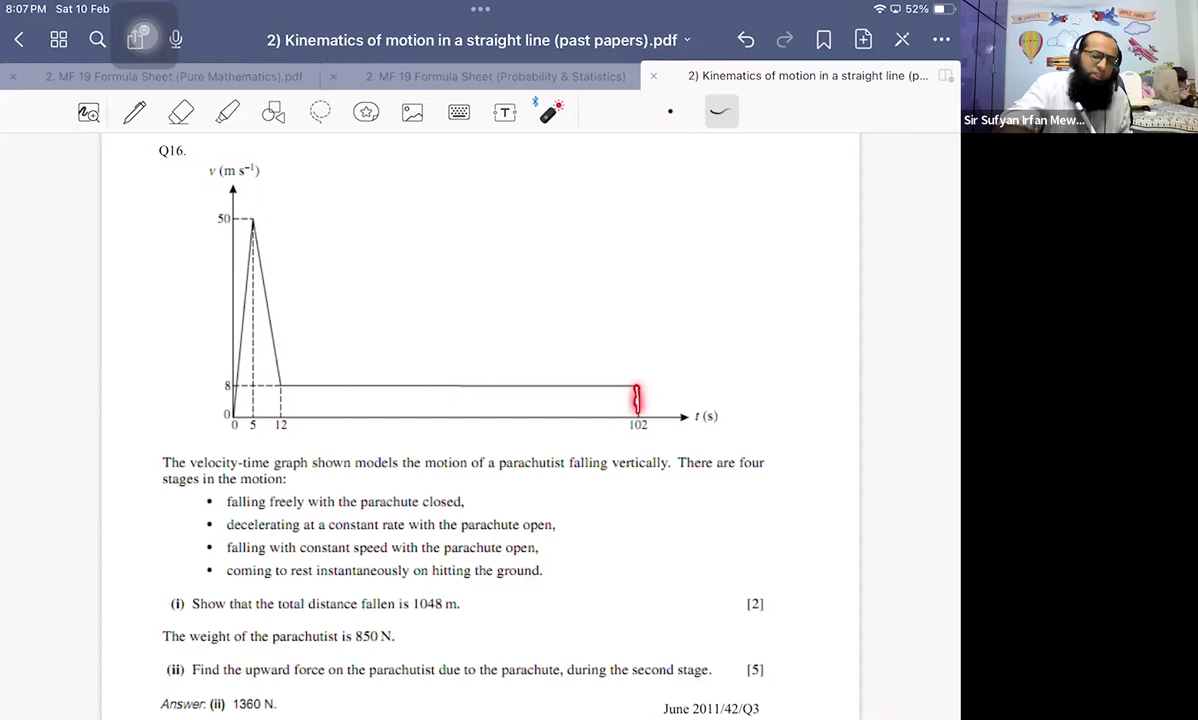 8:07 PM Sat 10 Feb
52%
2) Kinematics of motion in a straight line (past papers).pdf
2. MF 19 Formula Sheet (Pure Mathematics).pdf
2. MF 19 Formula Sheet (Probability & Statistics)
2) Kinematics of motion in a straight line (p...
Sir Sufyan Irfan Mew...
Q16.
v (m s⁻¹)
50
8
0
0 5 12 102
t (s)
The velocity-time graph shown models the motion of a parachutist falling vertically. There are four
stages in the motion:
• falling freely with the parachute closed,
• decelerating at a constant rate with the parachute open,
• falling with constant speed with the parachute open,
• coming to rest instantaneously on hitting the ground.
(i) Show that the total distance fallen is 1048 m. [2]
The weight of the parachutist is 850 N.
(ii) Find the upward force on the parachutist due to the parachute, during the second stage. [5]
Answer: (ii) 1360 N.
June 2011/42/Q3